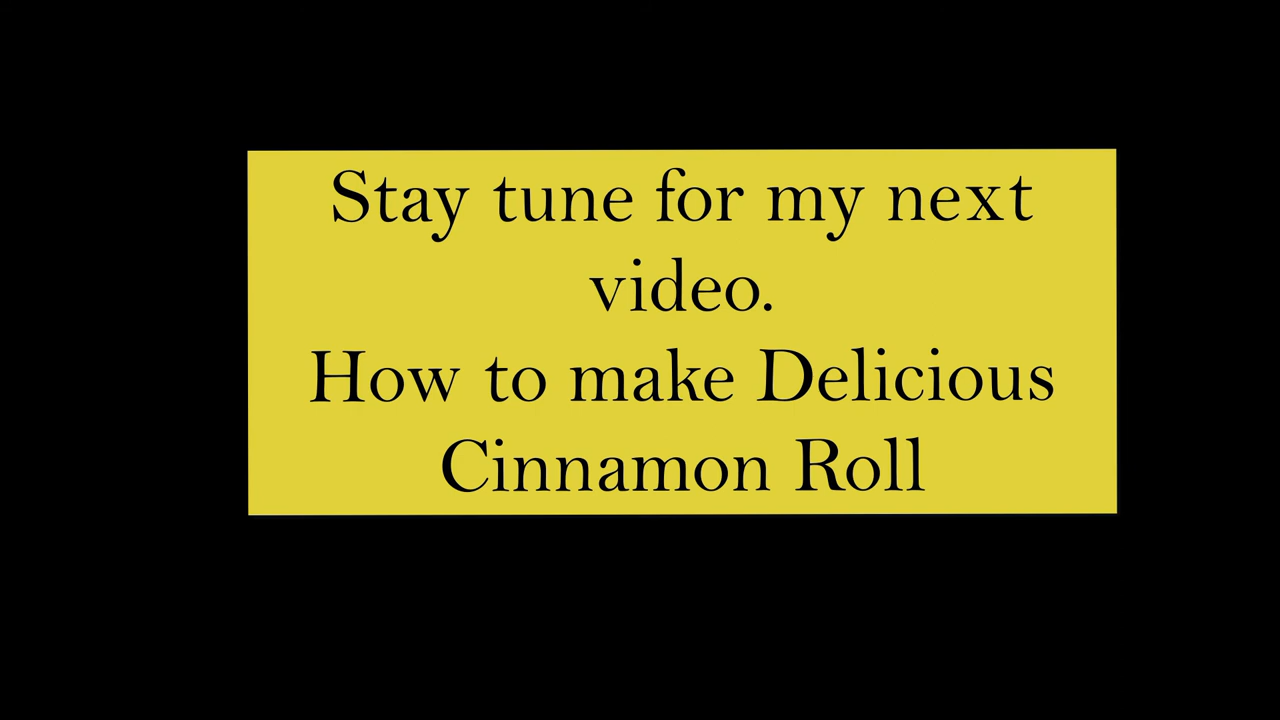 Stay tune for my next
video.
How to make Delicious
Cinnamon Roll